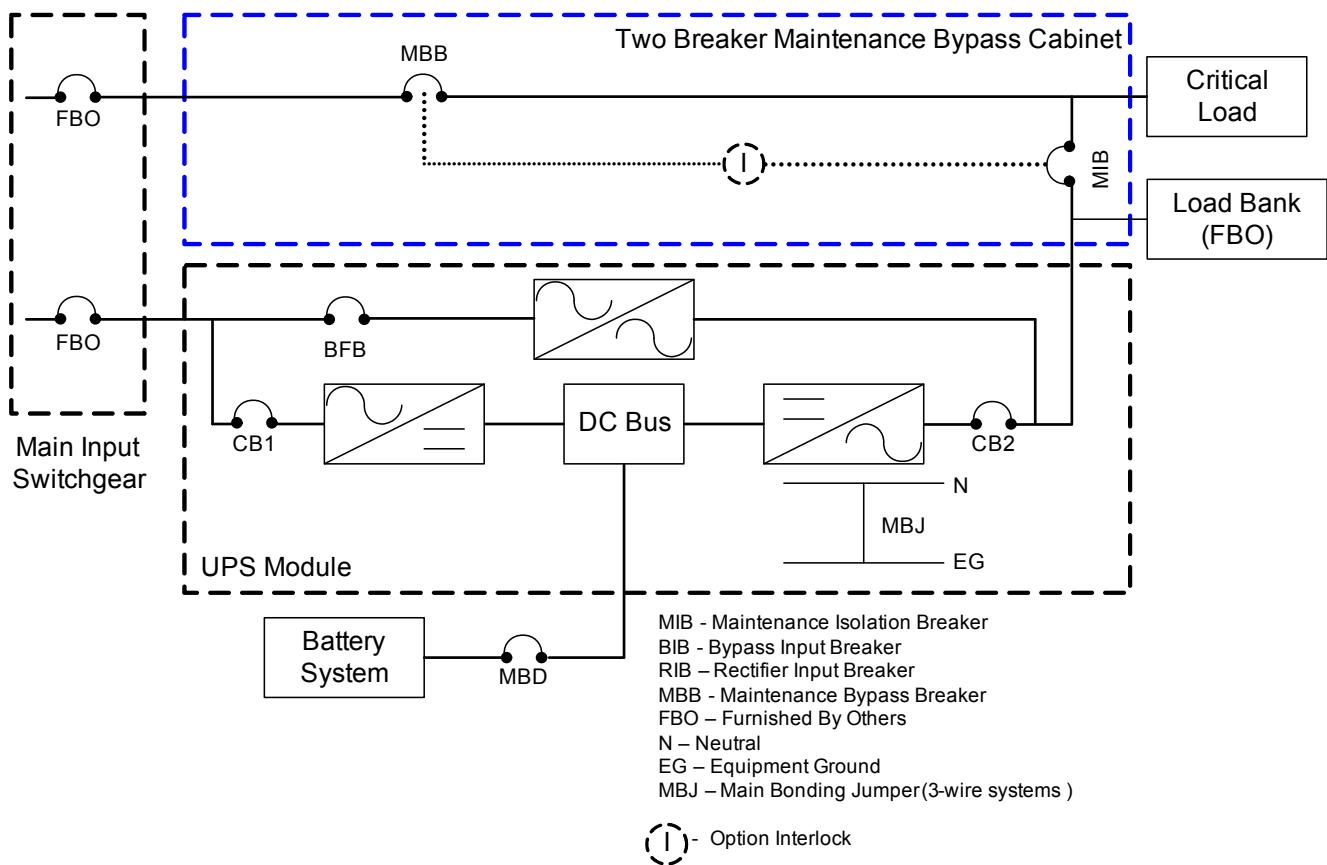 Two Breaker Maintenance Bypass Cabinet
MBB
FBO
Critical
Load
I
MIB
Load Bank
(FBO)
FBO
BFB
CB1
DC Bus
CB2
Main Input
Switchgear
N
MBJ
EG
UPS Module
Battery
System
MBD
MIB - Maintenance Isolation Breaker
BIB - Bypass Input Breaker
RIB – Rectifier Input Breaker
MBB - Maintenance Bypass Breaker
FBO – Furnished By Others
N – Neutral
EG – Equipment Ground
MBJ – Main Bonding Jumper (3-wire systems )
I - Option Interlock